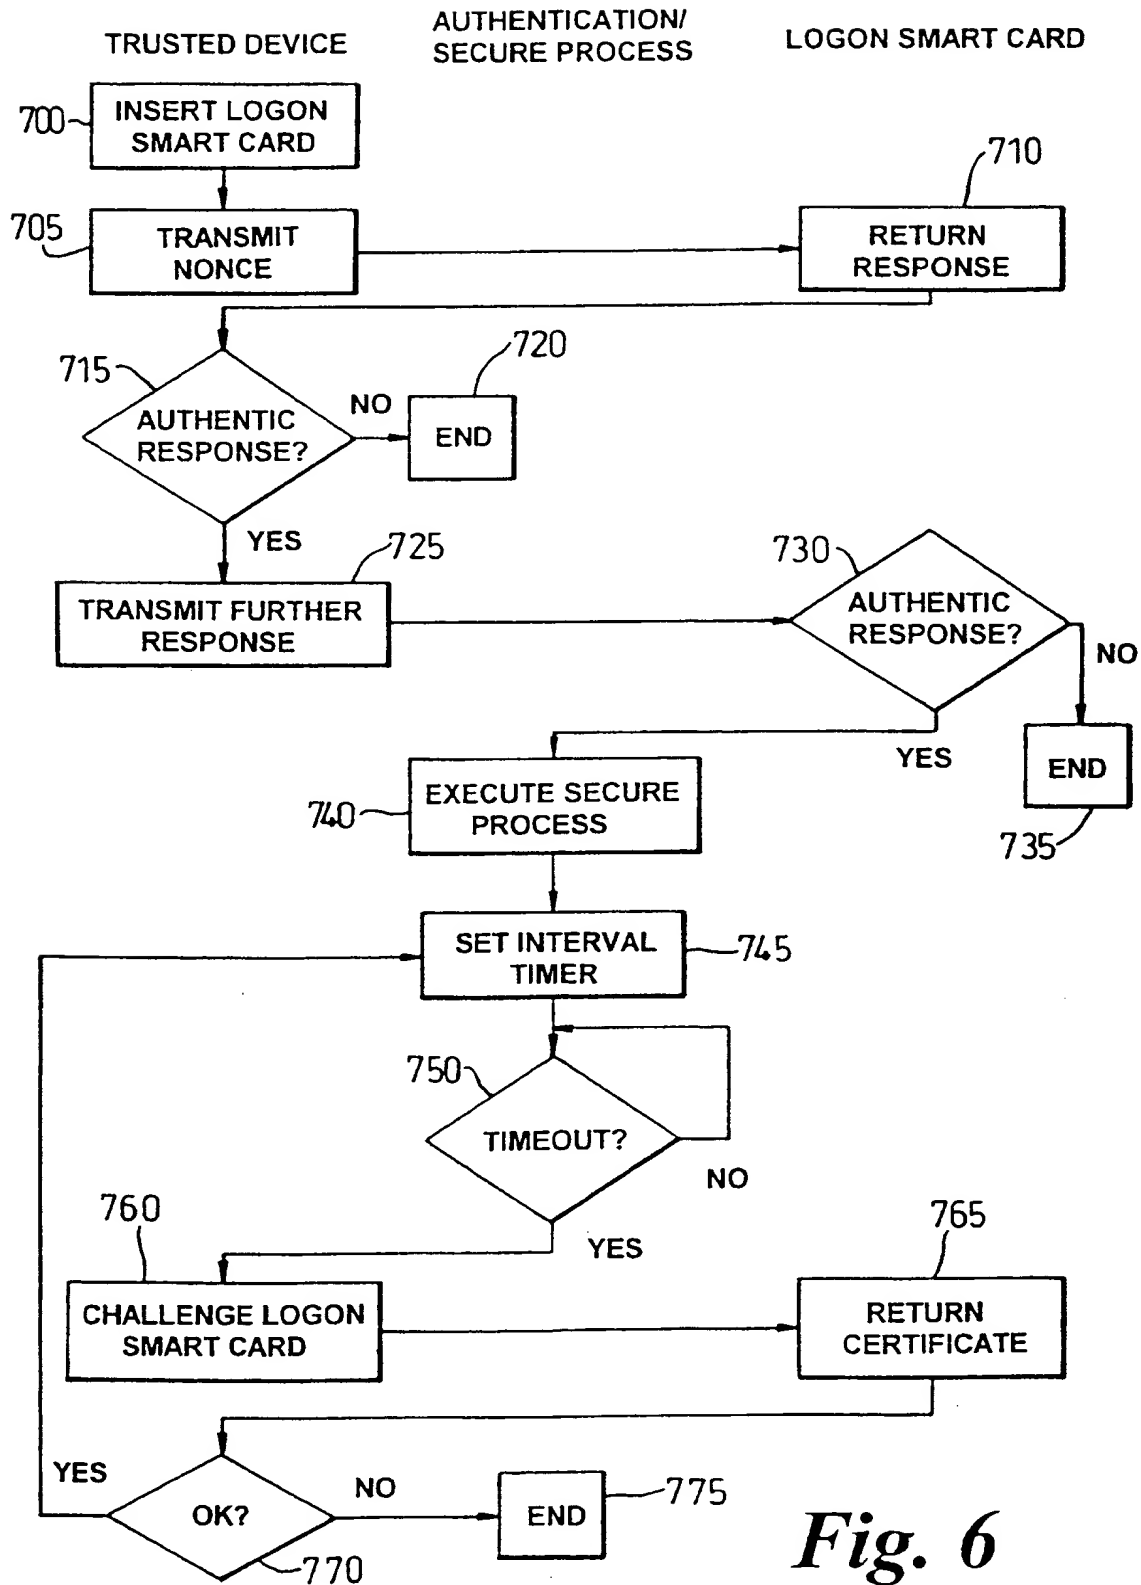 TRUSTED DEVICE
AUTHENTICATION/
SECURE PROCESS
LOGON SMART CARD
700
INSERT LOGON
SMART CARD
705
TRANSMIT
NONCE
710
RETURN
RESPONSE
715
AUTHENTIC
RESPONSE?
NO
720
END
YES
725
TRANSMIT FURTHER
RESPONSE
730
AUTHENTIC
RESPONSE?
NO
YES
END
735
740
EXECUTE SECURE
PROCESS
SET INTERVAL
TIMER
745
750
TIMEOUT?
NO
YES
760
CHALLENGE LOGON
SMART CARD
765
RETURN
CERTIFICATE
YES
OK?
NO
770
END
775
Fig. 6